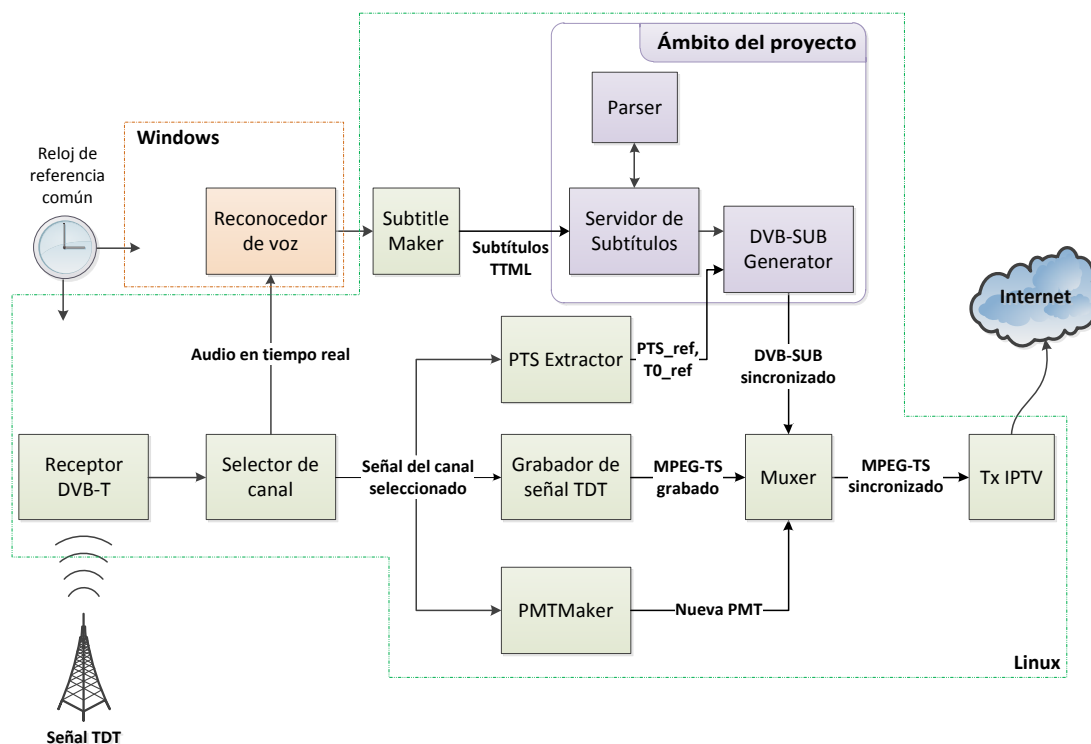 Ámbito del proyecto
Parser
Windows
Reloj de
referencia
común
Reconocedor
de voz
Subtitle
Maker
Subtítulos
TTML
Servidor de
Subtítulos
DVB-SUB
Generator
Internet
Audio en tiempo real
PTS Extractor
PTS_ref,
T0_ref
DVB-SUB
sincronizado
Receptor
DVB-T
Selector de
canal
Señal del canal
seleccionado
Grabador de
señal TDT
MPEG-TS
grabado
Muxer
MPEG-TS
sincronizado
Tx IPTV
PMTMaker
Nueva PMT
Linux
Señal TDT